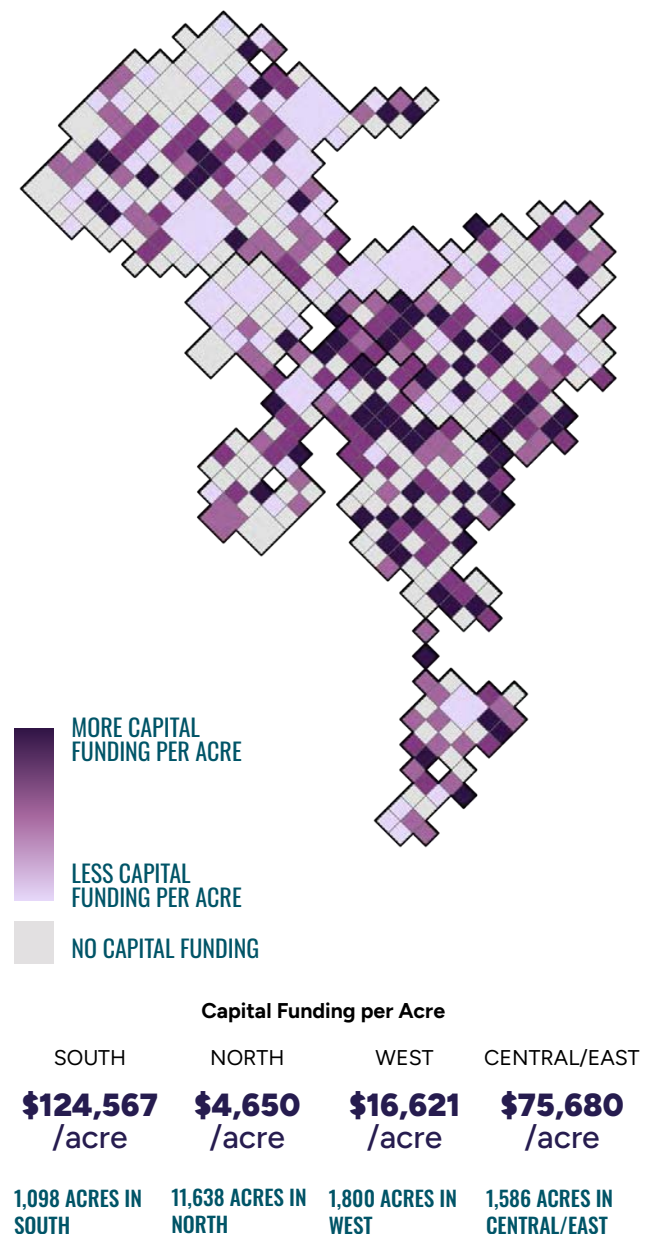 MORE CAPITAL
FUNDING PER ACRE
LESS CAPITAL
FUNDING PER ACRE
NO CAPITAL FUNDING
Capital Funding per Acre
SOUTH
$124,567
/acre
1,098 ACRES IN
SOUTH
NORTH
$4,650
/acre
11,638 ACRES IN
NORTH
WEST
$16,621
/acre
1,800 ACRES IN
WEST
CENTRAL/EAST
$75,680
/acre
1,586 ACRES IN
CENTRAL/EAST